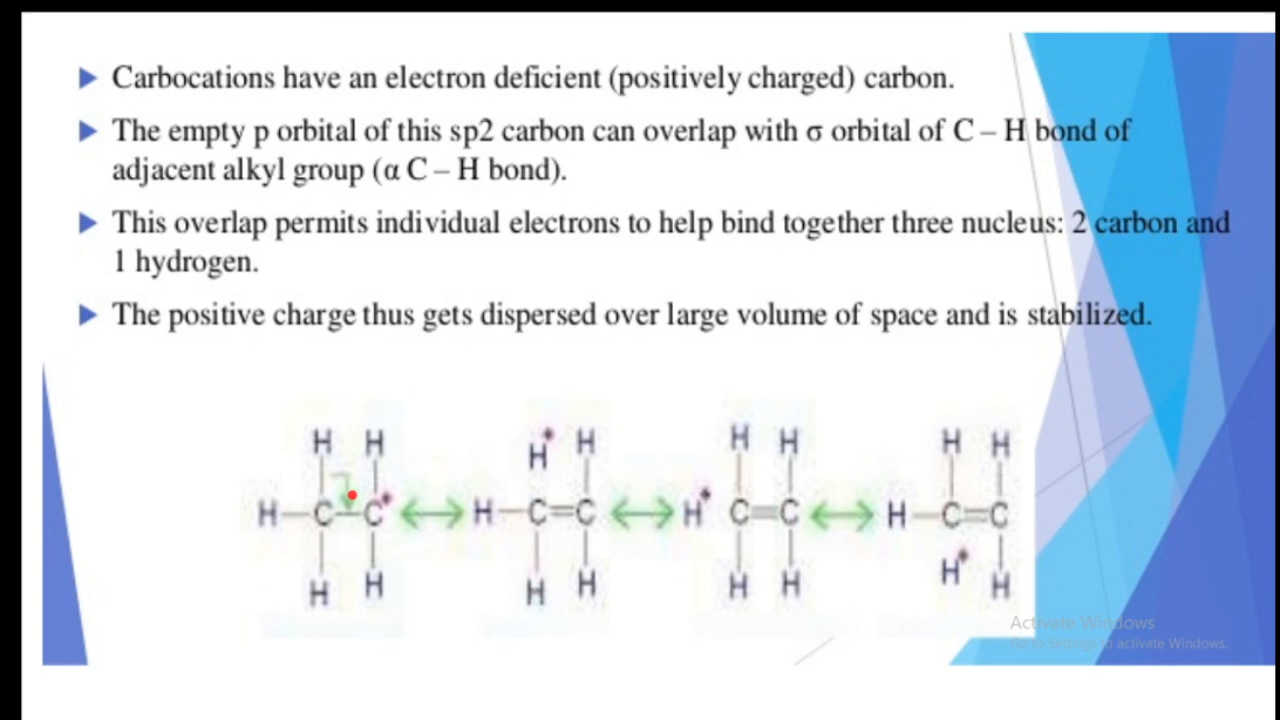 Carbocations have an electron deficient (positively charged) carbon.
The empty p orbital of this sp2 carbon can overlap with σ orbital of C – H bond of
adjacent alkyl group (α C – H bond).
This overlap permits individual electrons to help bind together three nucleus: 2 carbon and
1 hydrogen.
The positive charge thus gets dispersed over large volume of space and is stabilized.
H H H H H H H H
H C C H C C H C C H C C
H H H H H H H H
Activate Windows
Go to Settings to activate Windows.